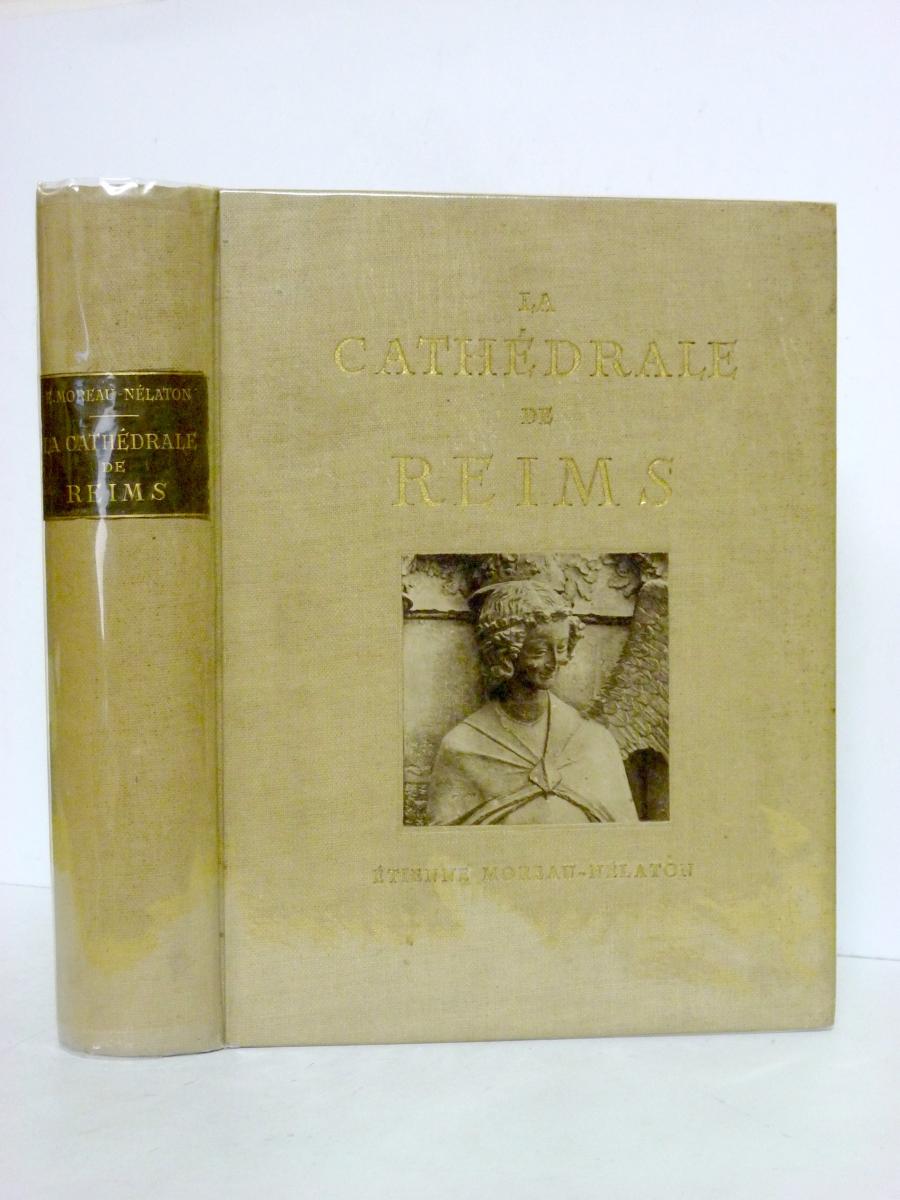 E. MOREAU-NÉLATON
LA CATHÉDRALE
DE
REIMS
LA
CATHÉDRALE
DE
REIMS
ÉTIENNE MOREAU-NÉLATON